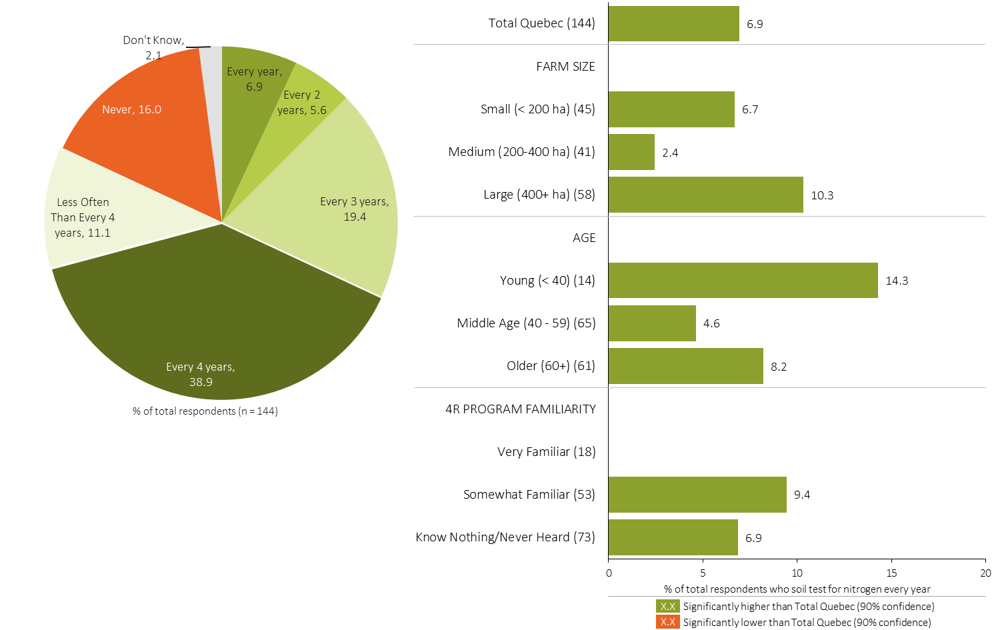 Don't Know,
2.1
Every year,
6.9
Every 2
years, 5.6
Never, 16.0
Every 3 years,
19.4
Less Often
Than Every 4
years, 11.1
Every 4 years,
38.9
% of total respondents (n = 144)
Total Quebec (144) 6.9
FARM SIZE
Small (< 200 ha) (45) 6.7
Medium (200-400 ha) (41) 2.4
Large (400+ ha) (58) 10.3
AGE
Young (< 40) (14) 14.3
Middle Age (40 - 59) (65) 4.6
Older (60+) (61) 8.2
4R PROGRAM FAMILIARITY
Very Familiar (18)
Somewhat Familiar (53) 9.4
Know Nothing/Never Heard (73) 6.9
0 5 10 15 20
% of total respondents who soil test for nitrogen every year
X.X Significantly higher than Total Quebec (90% confidence)
X.X Significantly lower than Total Quebec (90% confidence)